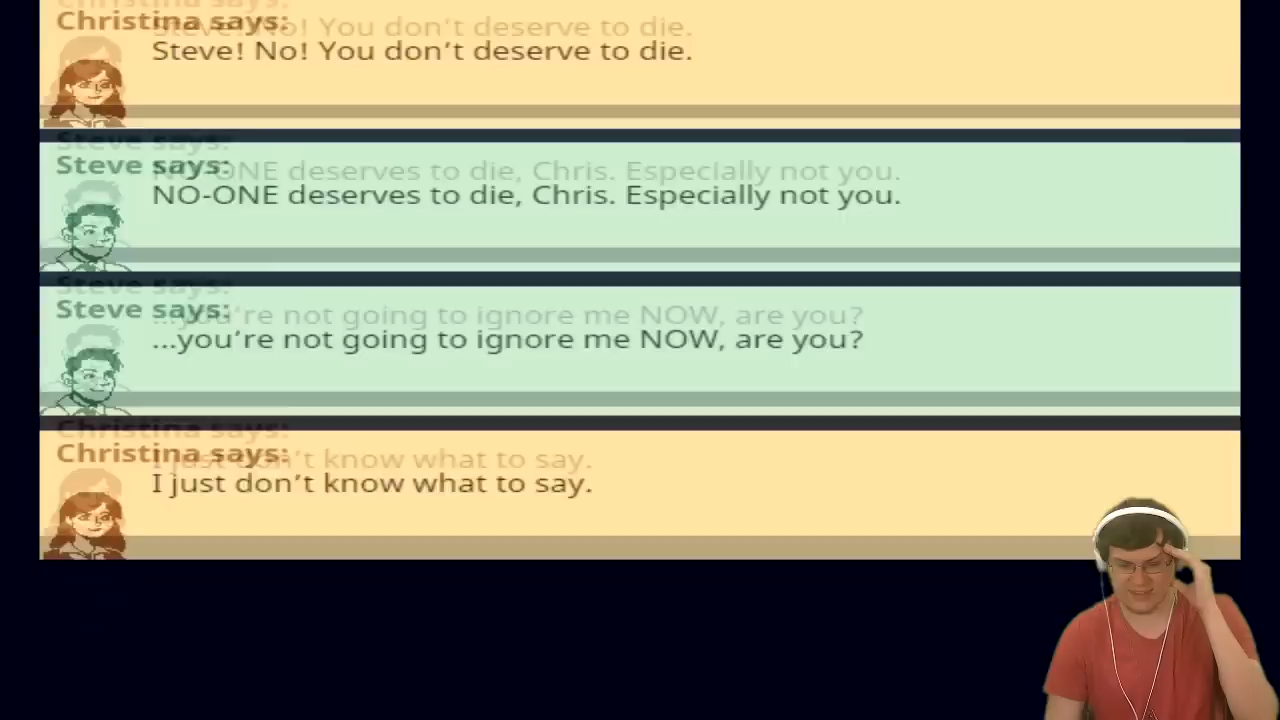 Christina says:
Steve! No! You don't deserve to die.
Steve says:
NO-ONE deserves to die, Chris. Especially not you.
Steve says:
...you're not going to ignore me NOW, are you?
Christina says:
I just don't know what to say.